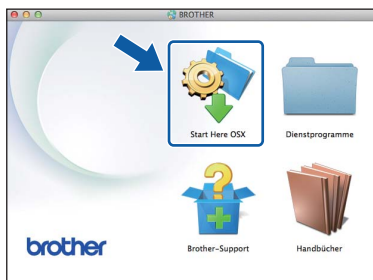 BROTHER
Start Here OSX
Dienstprogramme
Brother-Support
Handbücher
brother